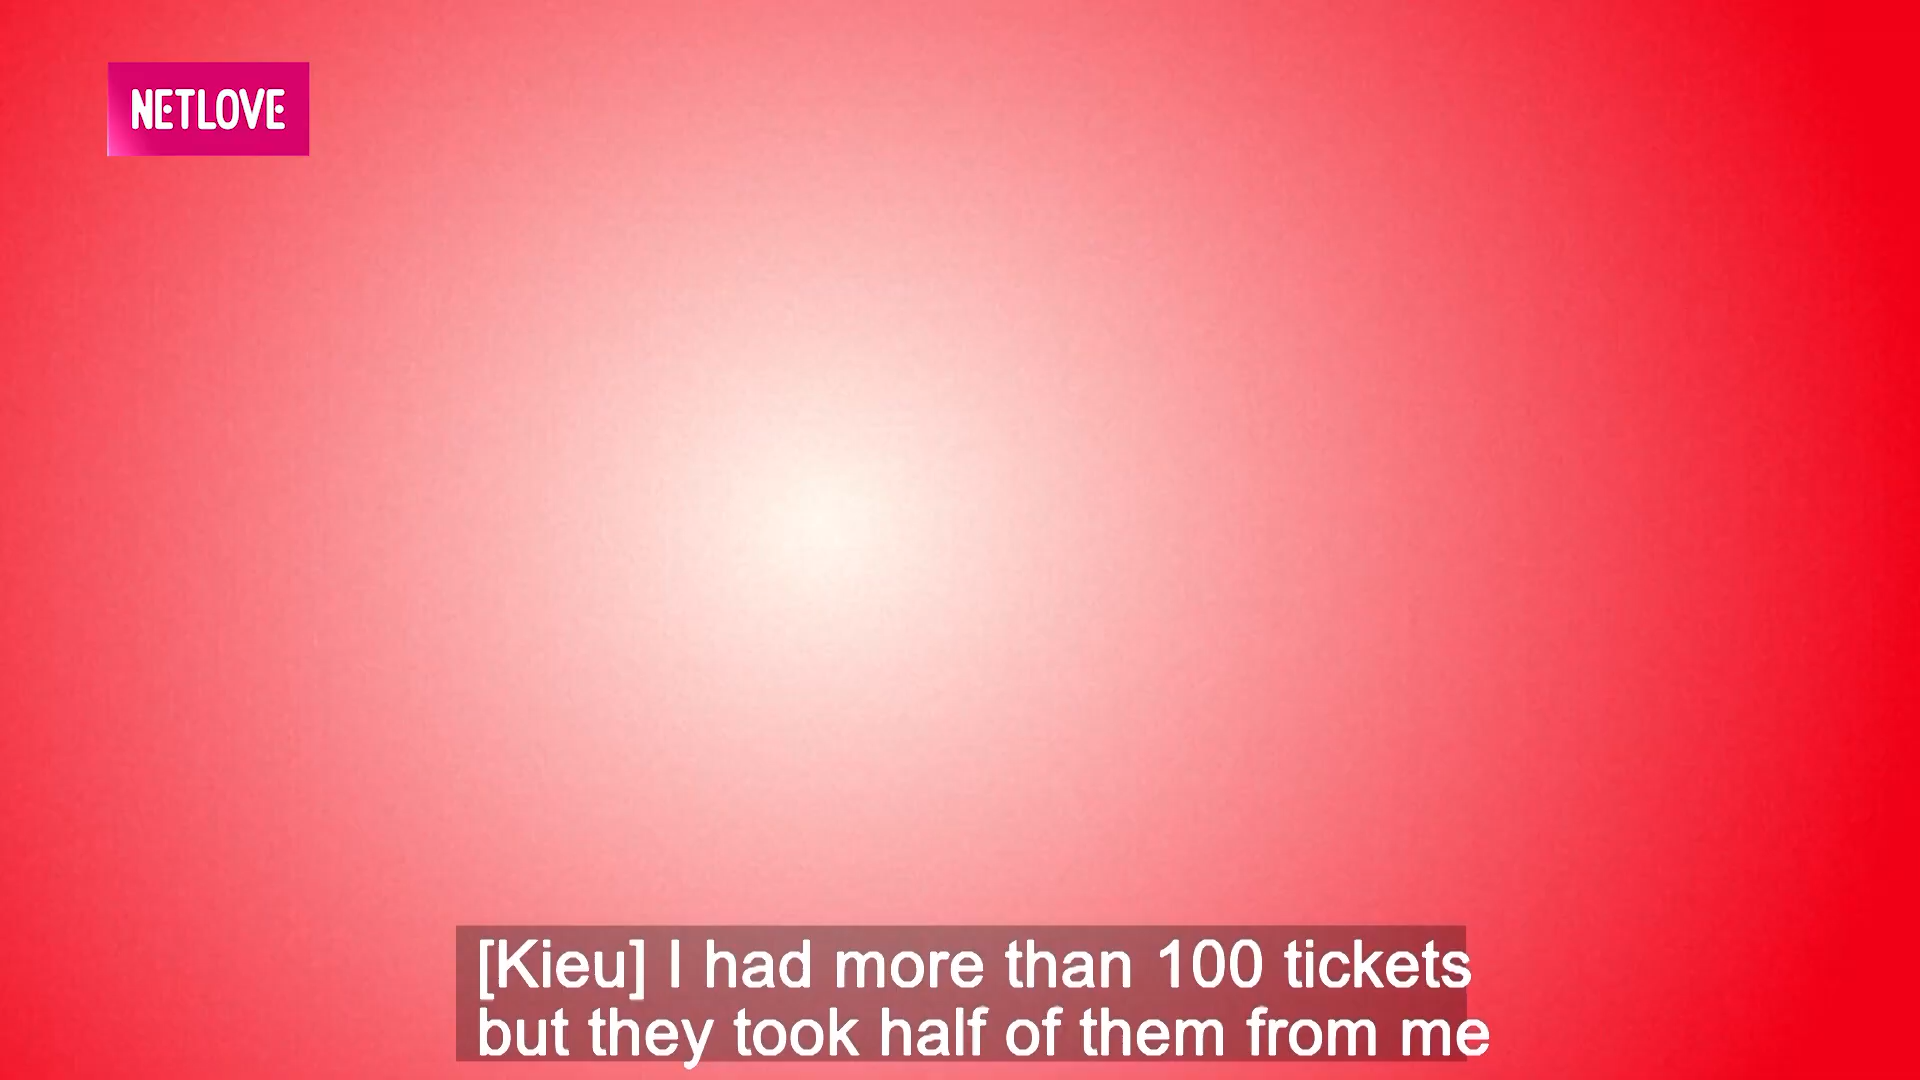 NETLOVE
[Kieu] I had more than 100 tickets
but they took half of them from me